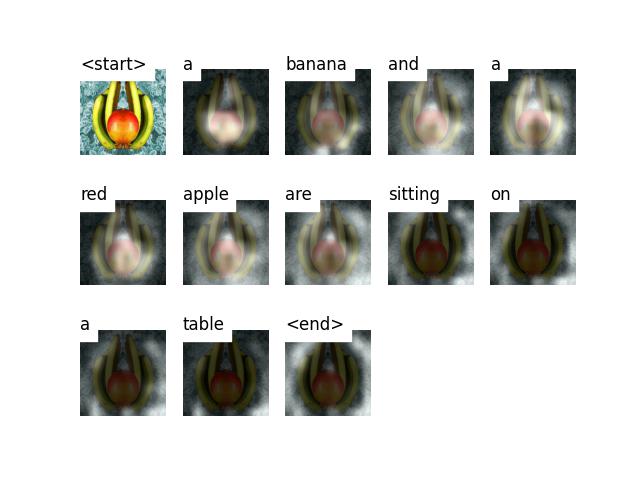 <start> a banana and a
red apple are sitting on
a table <end>